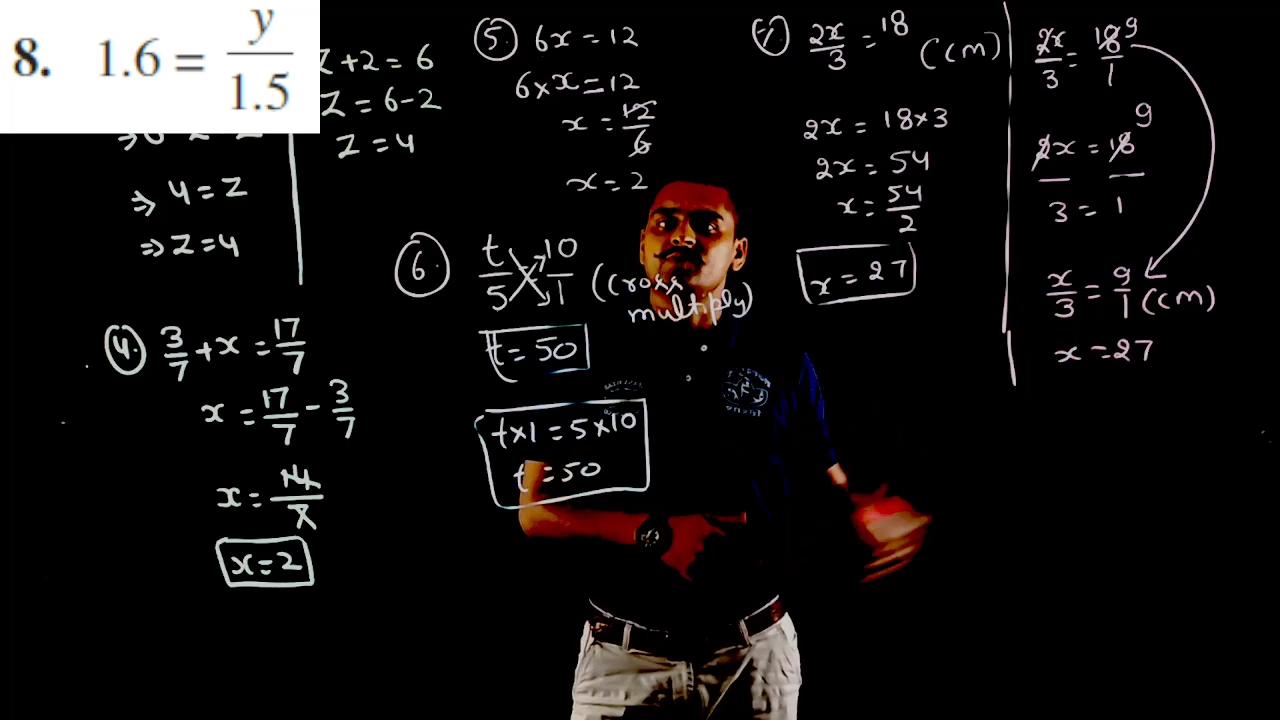 8. 1.6 = y/1.5
Z + 2 = 6
Z = 6 - 2
Z = 4
⇒ 4 = Z
⇒ Z = 4
4. 3/7 + x = 17/7
x = 17/7 - 3/7
x = 14/7
x = 2
5. 6x = 12
6 × x = 12
x = 12/6
x = 2
6. t/5 = 10/1 (Cross multiply)
t = 50
t×1 = 5×10
t = 50
2x/3 = 18 (CM)
2x = 18×3
2x = 54
x = 54/2
x = 27
2x/3 = 18/1 9
2x = 18 9
3 = 1
x/3 = 9/1 (CM)
x = 27